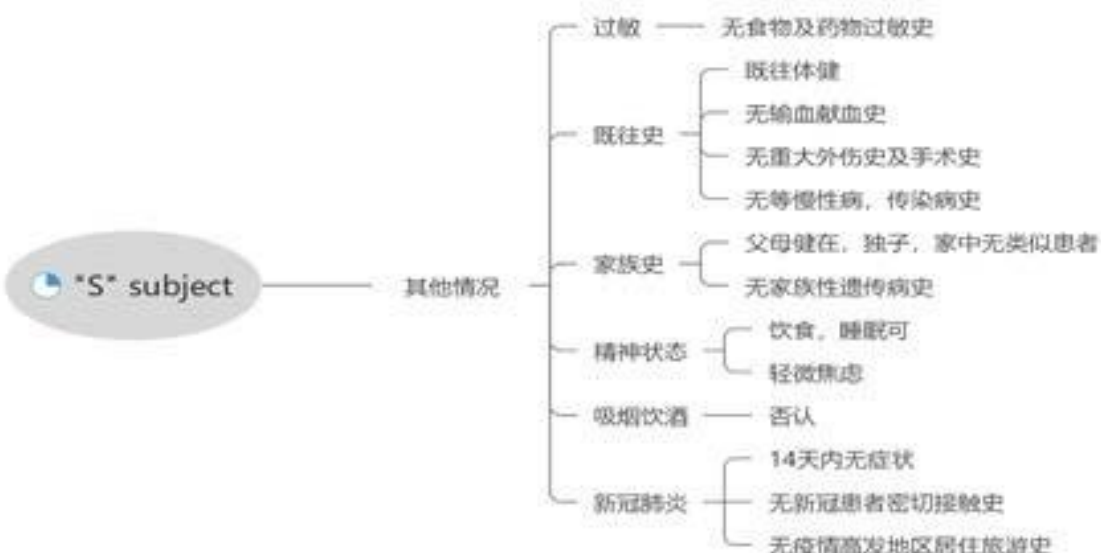 过敏
无食物及药物过敏史
既往体健
无输血献血史
既往史
无重大外伤史及手术史
无等慢性病，传染病史
父母健在，独子，家中无类似患者
家族史
"S" subject
其他情况
无家族性遗传病史
饮食，睡眠可
精神状态
轻微焦虑
吸烟饮酒
否认
14天内无症状
新冠肺炎
无新冠患者密切接触史
无疫情高发地区居住旅游史